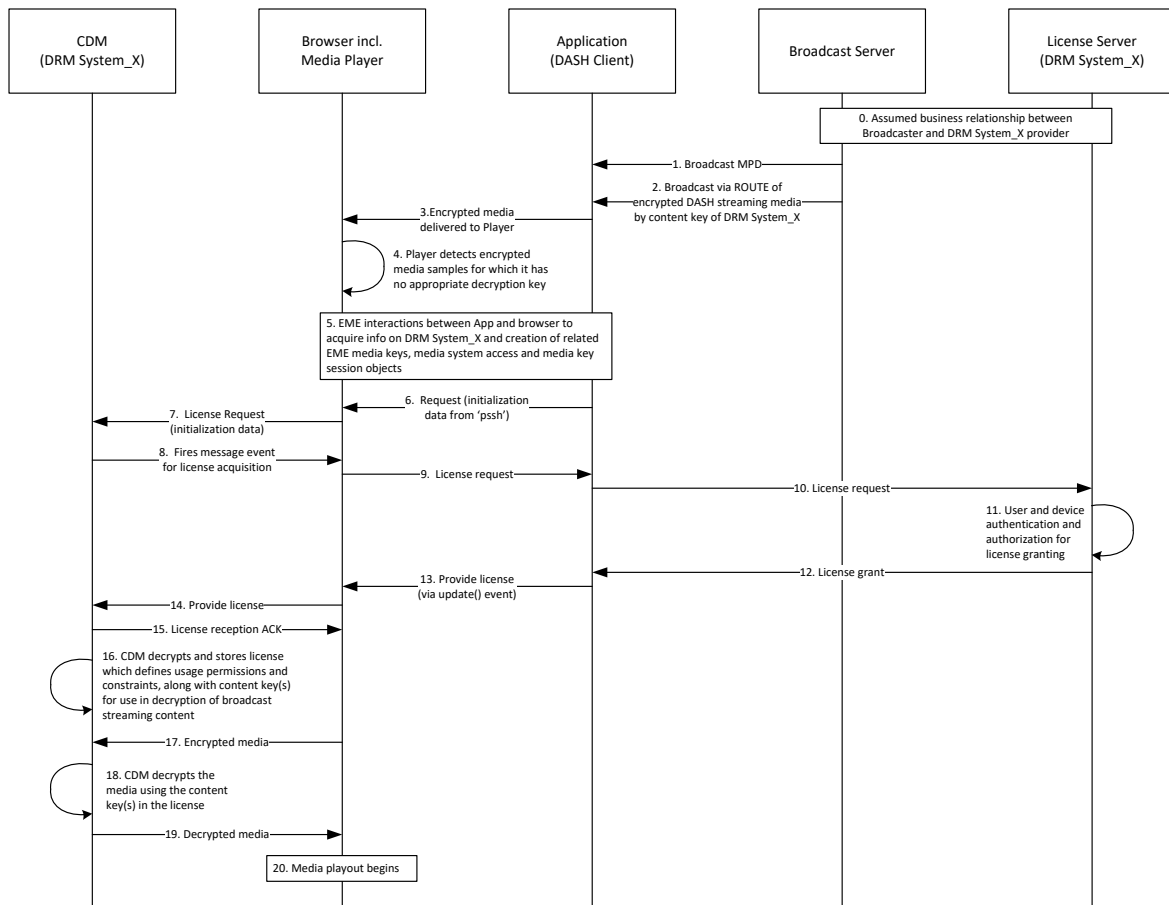 CDM
(DRM System_X)
Browser incl.
Media Player
Application
(DASH Client)
Broadcast Server
License Server
(DRM System_X)
0. Assumed business relationship between
Broadcaster and DRM System_X provider
1. Broadcast MPD
2. Broadcast via ROUTE of
encrypted DASH streaming media
by content key of DRM System_X
3.Encrypted media
delivered to Player
4. Player detects encrypted
media samples for which it has
no appropriate decryption key
5. EME interactions between App and browser to
acquire info on DRM System_X and creation of related
EME media keys, media system access and media key
session objects
6. Request (initialization
data from ‘pssh’)
7. License Request
(initialization data)
8. Fires message event
for license acquisition
9. License request
10. License request
11. User and device
authentication and
authorization for
license granting
12. License grant
13. Provide license
(via update() event)
14. Provide license
15. License reception ACK
16. CDM decrypts and stores license
which defines usage permissions and
constraints, along with content key(s)
for use in decryption of broadcast
streaming content
17. Encrypted media
18. CDM decrypts the
media using the content
key(s) in the license
19. Decrypted media
20. Media playout begins